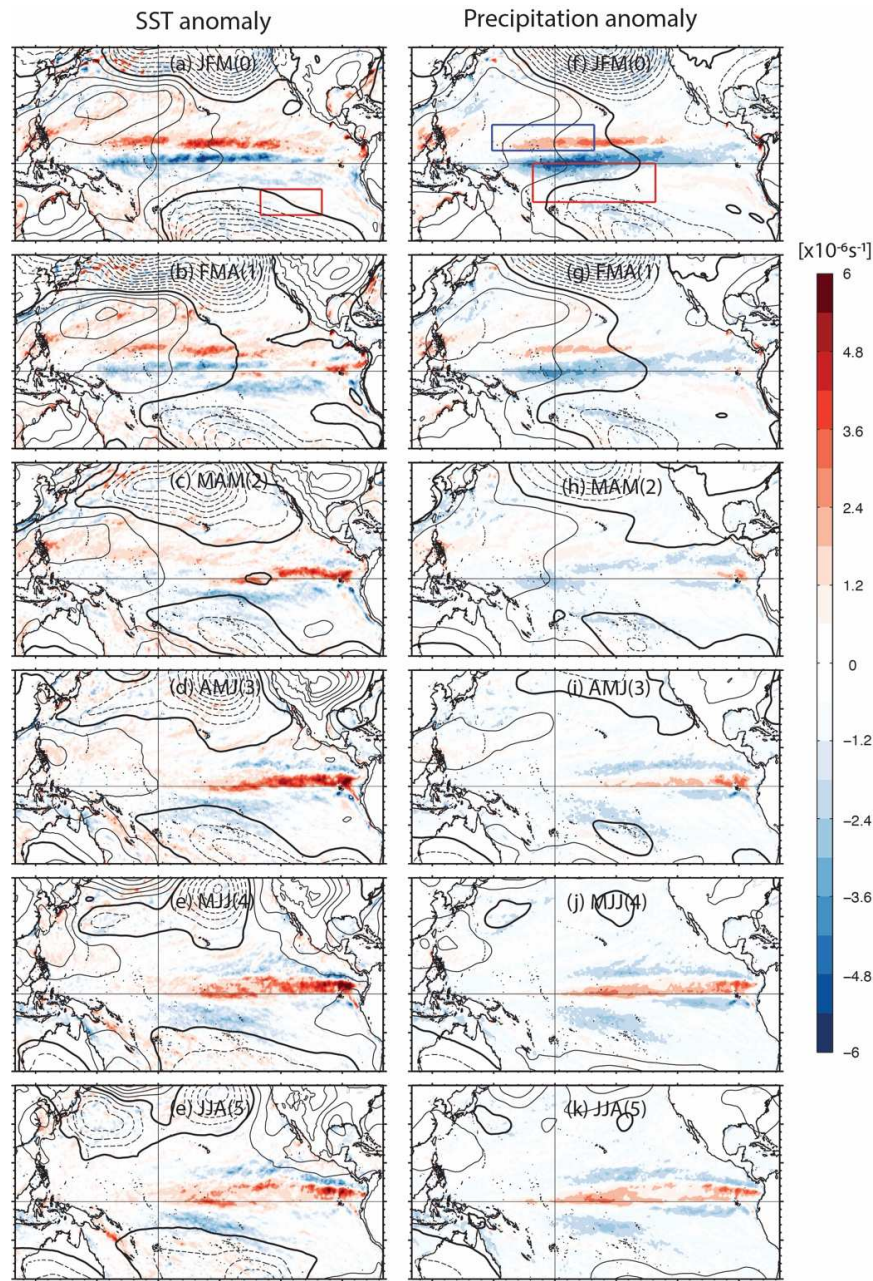 SST anomaly
Precipitation anomaly
(a) JFM(0)
(f) JFM(0)
(b) FMA(1)
(g) FMA(1)
(c) MAM(2)
(h) MAM(2)
(d) AMJ(3)
(i) AMJ(3)
(e) MJJ(4)
(j) MJJ(4)
(e) JJA(5)
(k) JJA(5)
[x10⁻⁶s⁻¹]
6
4.8
3.6
2.4
1.2
0
−1.2
−2.4
−3.6
−4.8
−6